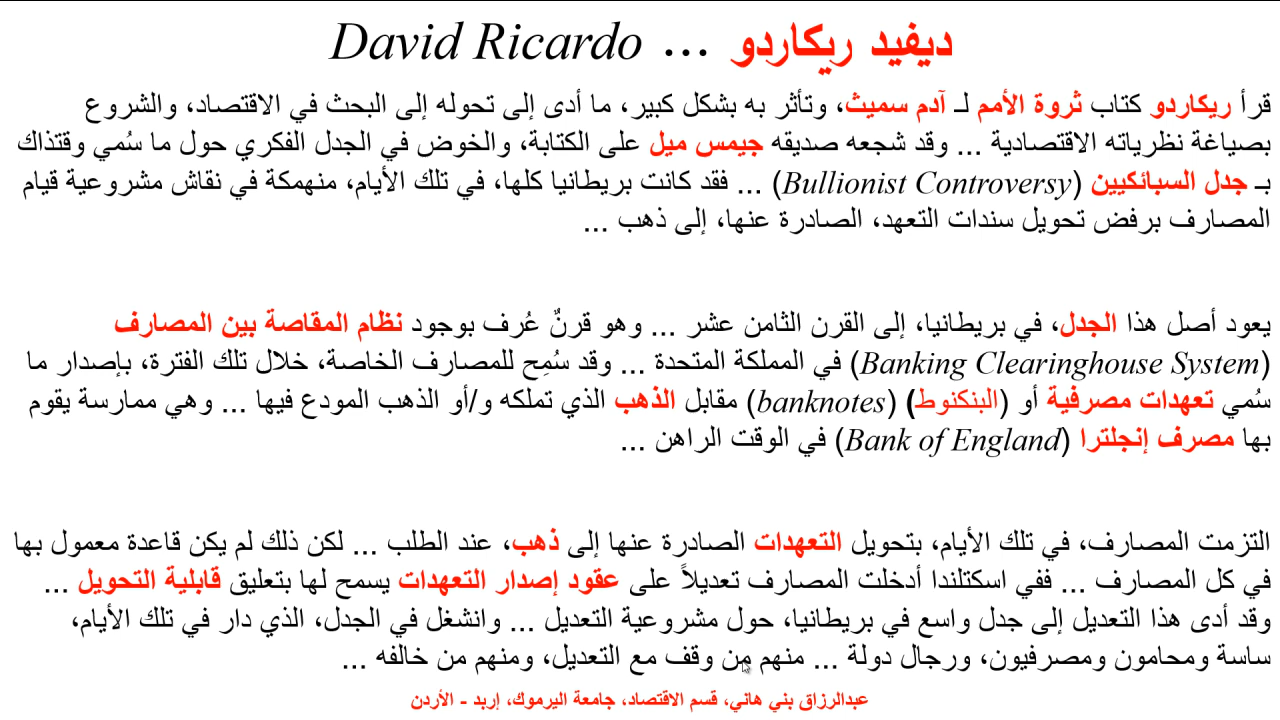 ديفيد ريكاردو ... David Ricardo
قرأ ريكاردو كتاب ثروة الأمم لـ آدم سميث، وتأثر به بشكل كبير، ما أدى إلى تحوله إلى البحث في الاقتصاد، والشروع
بصياغة نظرياته الاقتصادية ... وقد شجعه صديقه جيمس ميل على الكتابة، والخوض في الجدل الفكري حول ما سُمي وقتذاك
بـ جدل السبائكيين (Bullionist Controversy) ... فقد كانت بريطانيا كلها، في تلك الأيام، منهمكة في نقاش مشروعية قيام
المصارف برفض تحويل سندات التعهد، الصادرة عنها، إلى ذهب ...
يعود أصل هذا الجدل، في بريطانيا، إلى القرن الثامن عشر ... وهو قرنٌ عُرف بوجود نظام المقاصة بين المصارف
(Banking Clearinghouse System) في المملكة المتحدة ... وقد سُمِح للمصارف الخاصة، خلال تلك الفترة، بإصدار ما
سُمي تعهدات مصرفية أو (البنكنوط) (banknotes) مقابل الذهب الذي تملكه و/أو الذهب المودع فيها ... وهي ممارسة يقوم
بها مصرف إنجلترا (Bank of England) في الوقت الراهن ...
التزمت المصارف، في تلك الأيام، بتحويل التعهدات الصادرة عنها إلى ذهب، عند الطلب ... لكن ذلك لم يكن قاعدة معمول بها
في كل المصارف ... ففي اسكتلندا أدخلت المصارف تعديلاً على عقود إصدار التعهدات يسمح لها بتعليق قابلية التحويل ...
وقد أدى هذا التعديل إلى جدل واسع في بريطانيا، حول مشروعية التعديل ... وانشغل في الجدل، الذي دار في تلك الأيام،
ساسة ومحامون ومصرفيون، ورجال دولة ... منهم من وقف مع التعديل، ومنهم من خالفه ...
عبدالرزاق بني هاني، قسم الاقتصاد، جامعة اليرموك، إربد - الأردن